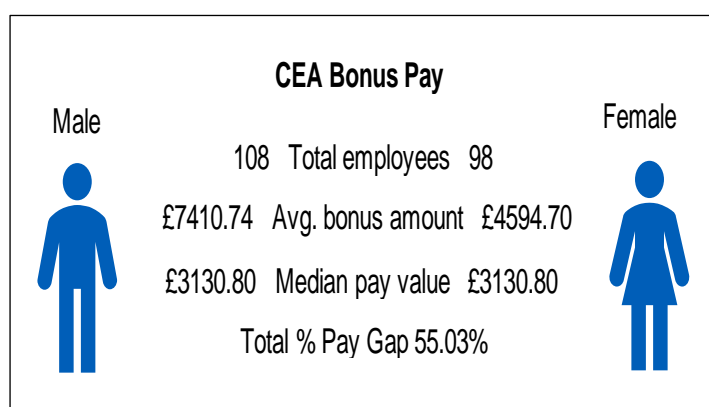 CEA Bonus Pay
Male
Female
108 Total employees 98
£7410.74 Avg. bonus amount £4594.70
£3130.80 Median pay value £3130.80
Total % Pay Gap 55.03%